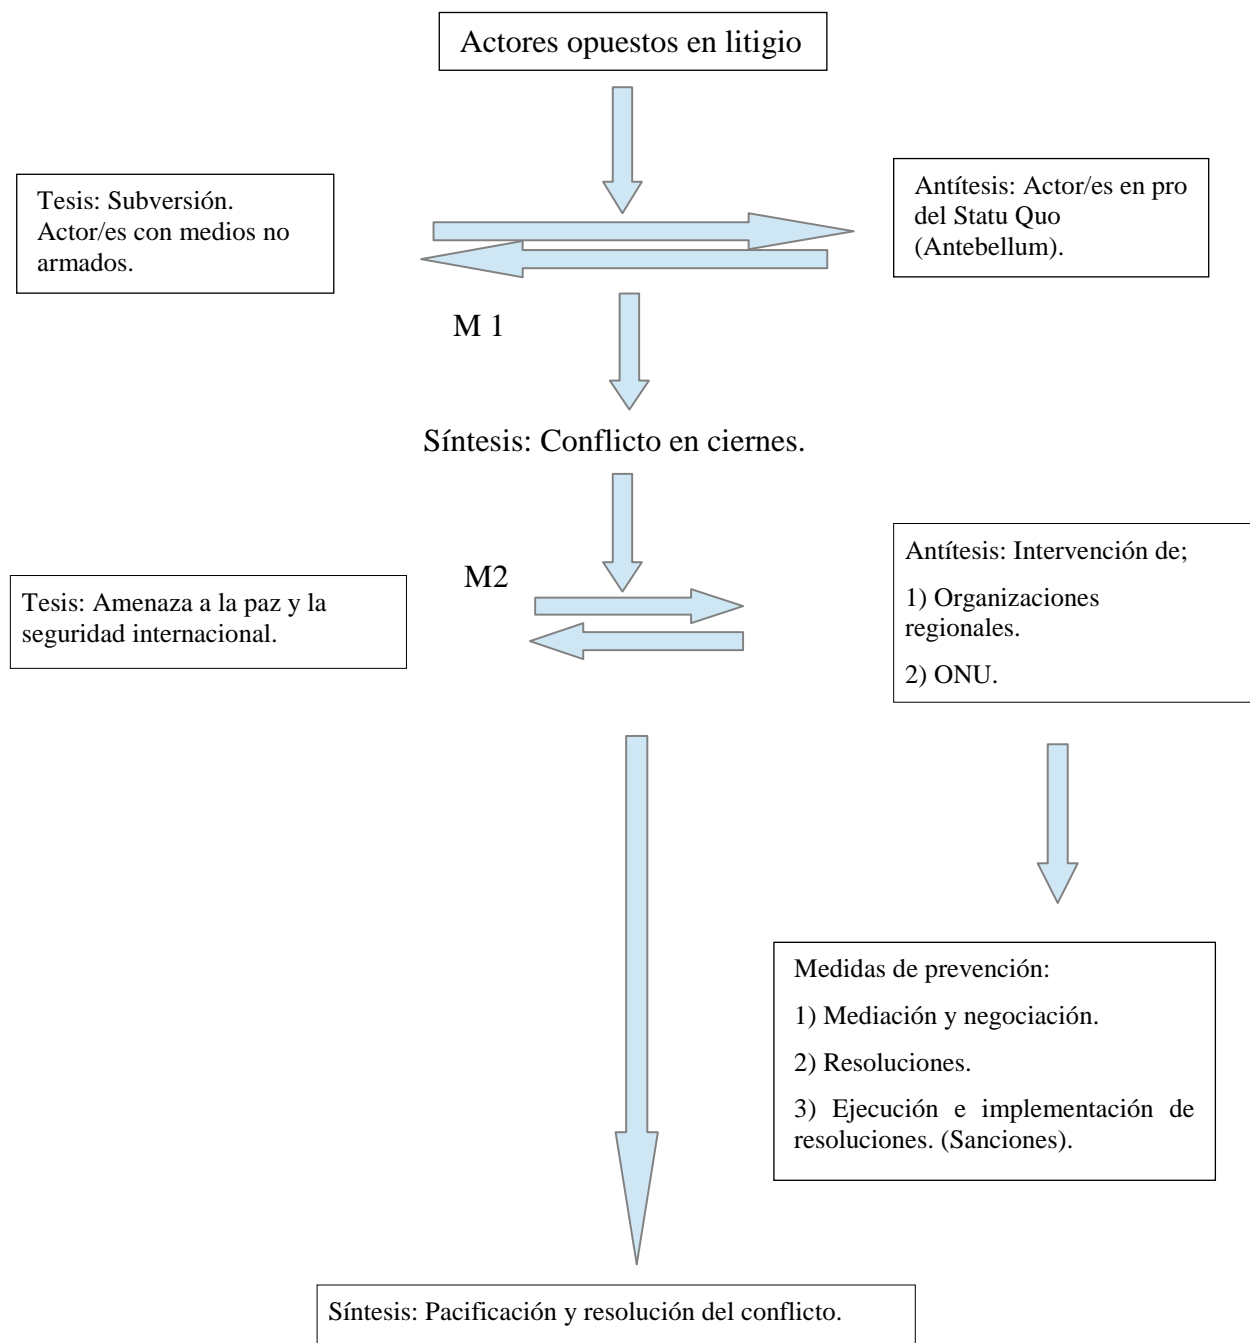 Actores opuestos en litigio
Tesis: Subversión.
Actor/es con medios no
armados.
Antítesis: Actor/es en pro
del Statu Quo
(Antebellum).
M 1
Síntesis: Conflicto en ciernes.
Antítesis: Intervención de;
1) Organizaciones
regionales.
2) ONU.
M2
Tesis: Amenaza a la paz y la
seguridad internacional.
Medidas de prevención:
1) Mediación y negociación.
2) Resoluciones.
3) Ejecución e implementación de
resoluciones. (Sanciones).
Síntesis: Pacificación y resolución del conflicto.